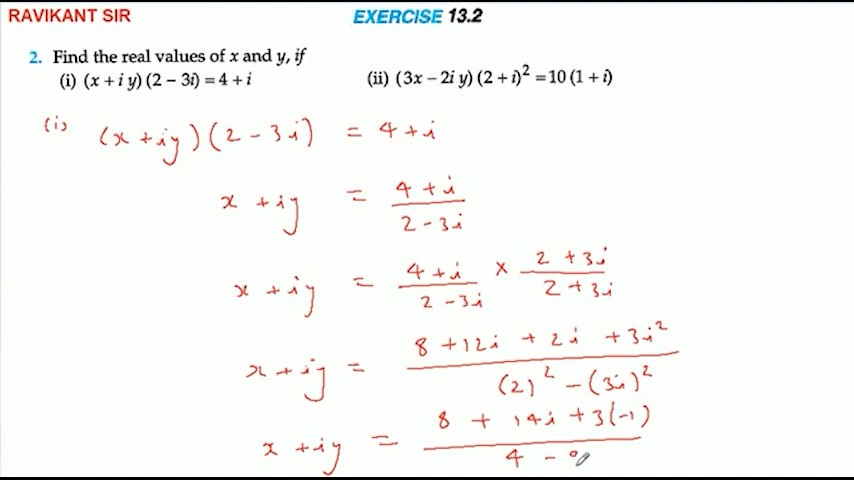 RAVIKANT SIR EXERCISE 13.2
2. Find the real values of x and y, if
(i) (x + i y) (2 – 3i) = 4 + i (ii) (3x – 2i y) (2 + i)² = 10 (1 + i)
(i) (x + iy) (2 - 3i) = 4 + i
x + iy = 4 + i / 2 - 3i
x + iy = 4 + i / 2 - 3i × 2 + 3i / 2 + 3i
x + iy = 8 + 12i + 2i + 3i² / (2)² - (3i)²
x + iy = 8 + 14i + 3(-1) / 4 - 9